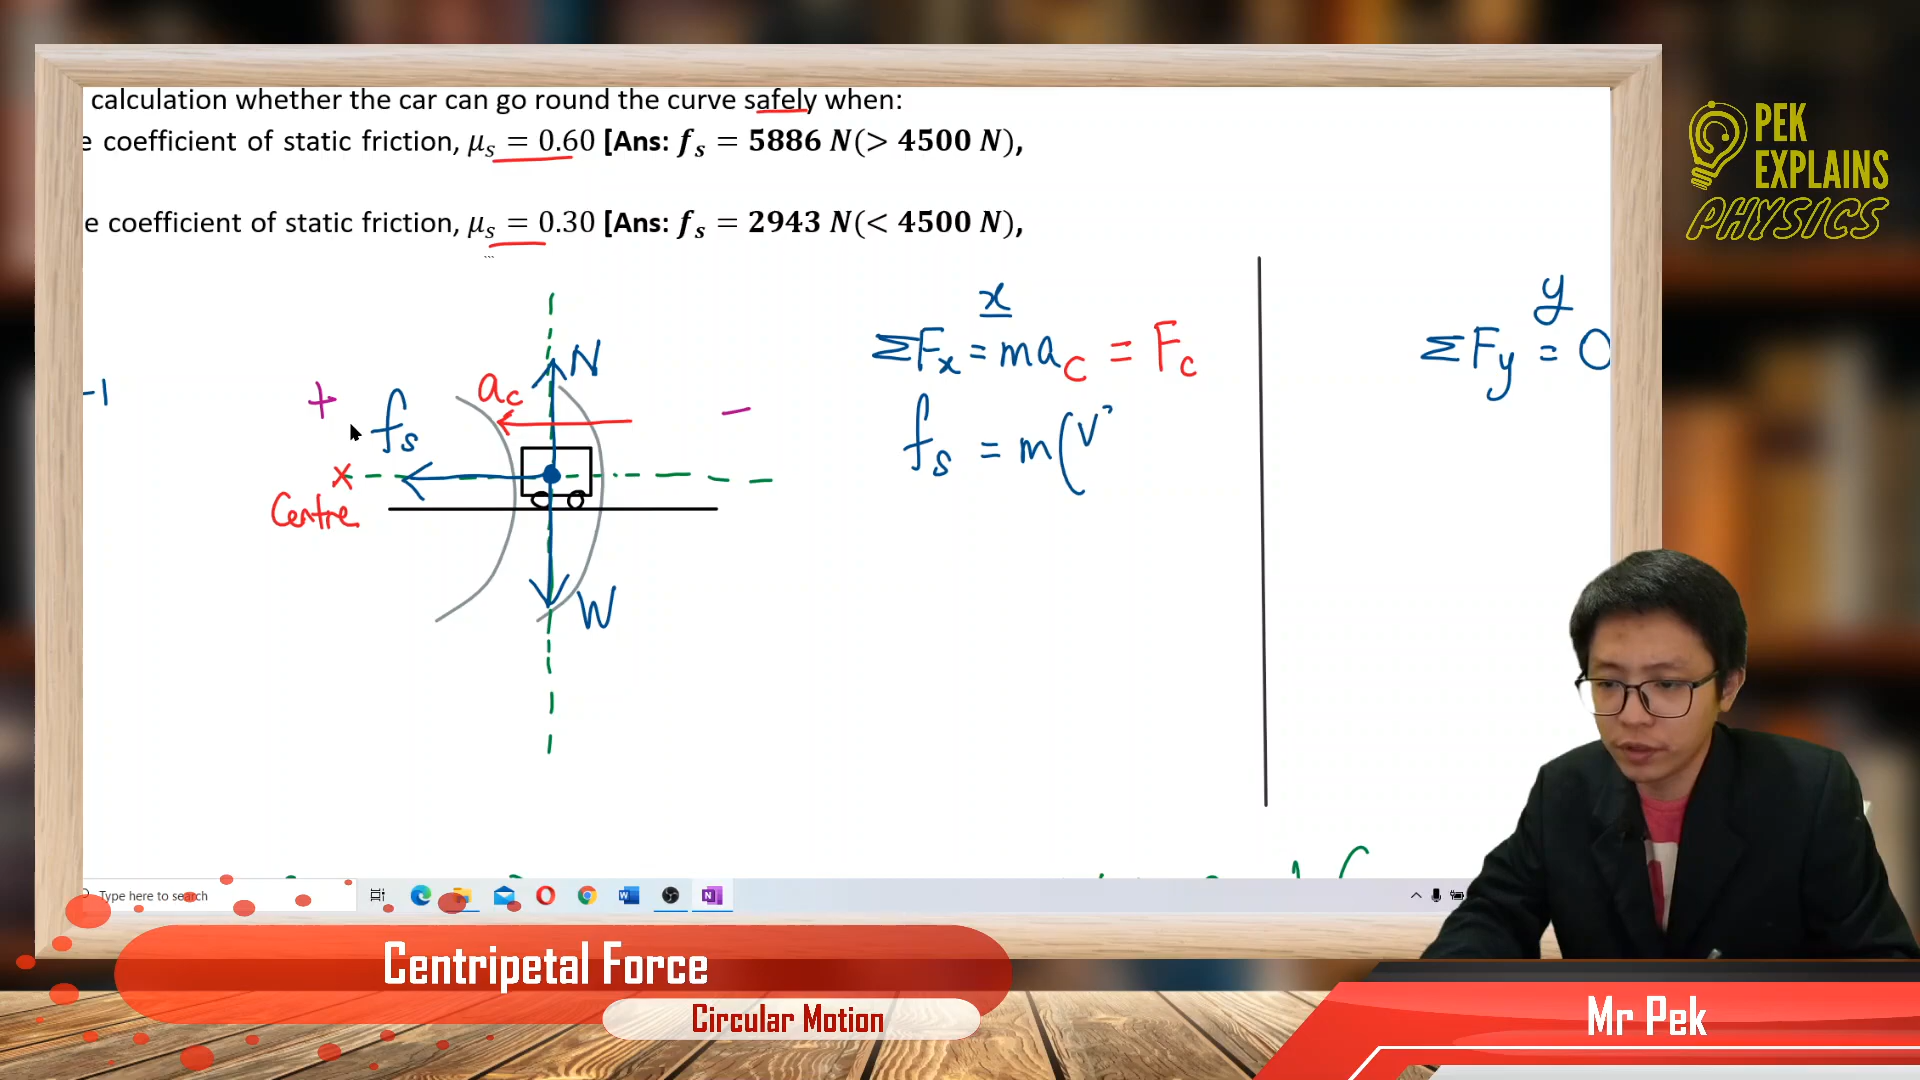 calculation whether the car can go round the curve safely when:
e coefficient of static friction, μs = 0.60 [Ans: fs = 5886 N(> 4500 N),
e coefficient of static friction, μs = 0.30 [Ans: fs = 2943 N(< 4500 N),
PEK
EXPLAINS
PHYSICS
x
y
ΣFx = mac = Fc
ΣFy = 0
fs = m(v²
-1
+
-
N
ac
fs
x
Centre
W
Type here to search
Centripetal Force
Circular Motion
Mr Pek